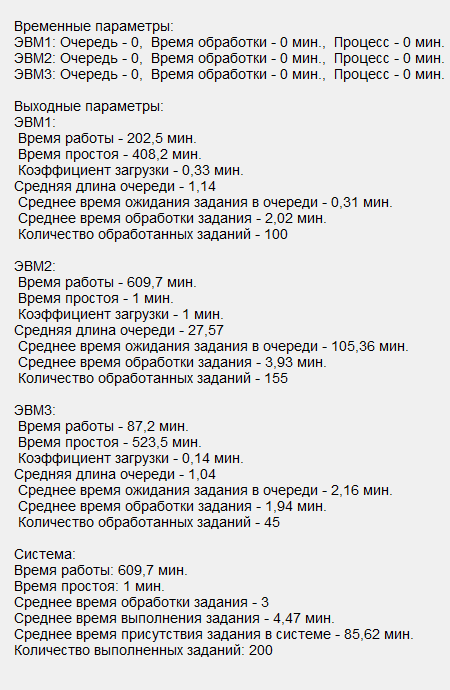 Временные параметры:
ЭВМ1: Очередь - 0, Время обработки - 0 мин., Процесс - 0 мин.
ЭВМ2: Очередь - 0, Время обработки - 0 мин., Процесс - 0 мин.
ЭВМ3: Очередь - 0, Время обработки - 0 мин., Процесс - 0 мин.
Выходные параметры:
ЭВМ1:
Время работы - 202,5 мин.
Время простоя - 408,2 мин.
Коэффициент загрузки - 0,33 мин.
Средняя длина очереди - 1,14
Среднее время ожидания задания в очереди - 0,31 мин.
Среднее время обработки задания - 2,02 мин.
Количество обработанных заданий - 100
ЭВМ2:
Время работы - 609,7 мин.
Время простоя - 1 мин.
Коэффициент загрузки - 1 мин.
Средняя длина очереди - 27,57
Среднее время ожидания задания в очереди - 105,36 мин.
Среднее время обработки задания - 3,93 мин.
Количество обработанных заданий - 155
ЭВМ3:
Время работы - 87,2 мин.
Время простоя - 523,5 мин.
Коэффициент загрузки - 0,14 мин.
Средняя длина очереди - 1,04
Среднее время ожидания задания в очереди - 2,16 мин.
Среднее время обработки задания - 1,94 мин.
Количество обработанных заданий - 45
Система:
Время работы: 609,7 мин.
Время простоя: 1 мин.
Среднее время обработки задания - 3
Среднее время выполнения задания - 4,47 мин.
Среднее время присутствия задания в системе - 85,62 мин.
Количество выполненных заданий: 200